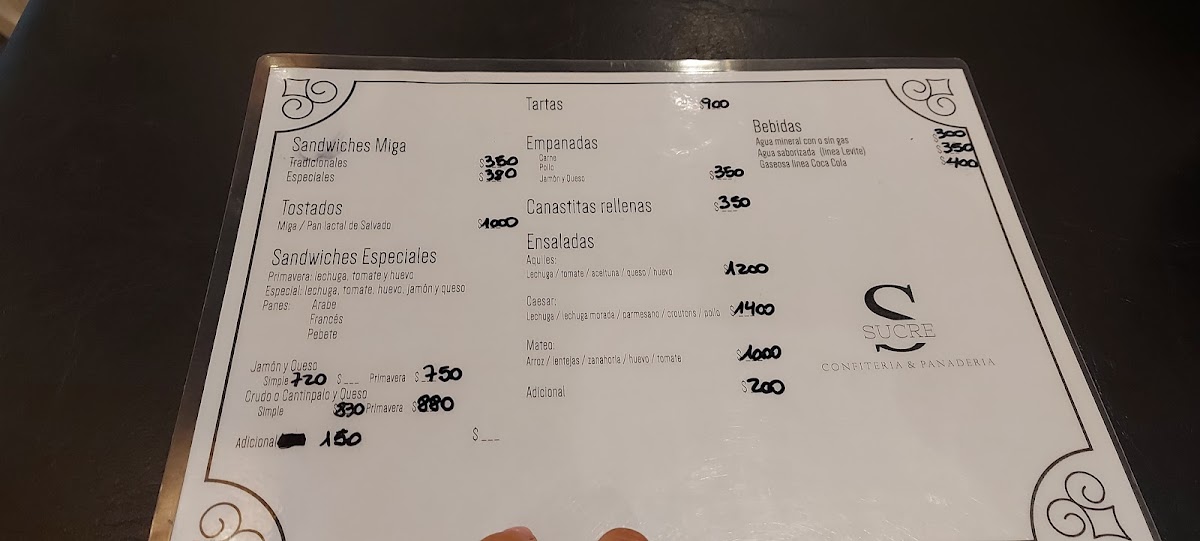 Sandwiches Miga
Tradicionales $350
Especiales $380
Tostados
Miga / Pan lactal de Salvado $1000
Sandwiches Especiales
Primavera: lechuga, tomate y huevo
Especial: lechuga, tomate, huevo, jamón y queso
Panes: Arabe
Francés
Pebete
Jamón y Queso
Simple 720 $___ Primavera $750
Crudo o Cantinpalo y Queso
Simple $830 Primavera $880
Adicional 150 $___
Tartas $900
Empanadas
Carne
Pollo
Jamón y Queso $350
Canastitas rellenas $350
Ensaladas
Aquiles:
Lechuga / tomate / aceituna / queso / huevo $1200
Caesar:
Lechuga / lechuga morada / parmesano / croutons / pollo $1400
Mateo:
Arroz / lentejas / zanahoria / huevo / tomate $1000
Adicional $200
Bebidas
Agua mineral con o sin gas $300
Agua saborizada (linea Levite) $350
Gaseosa linea Coca Cola $400
S
SUCRE
CONFITERIA & PANADERIA